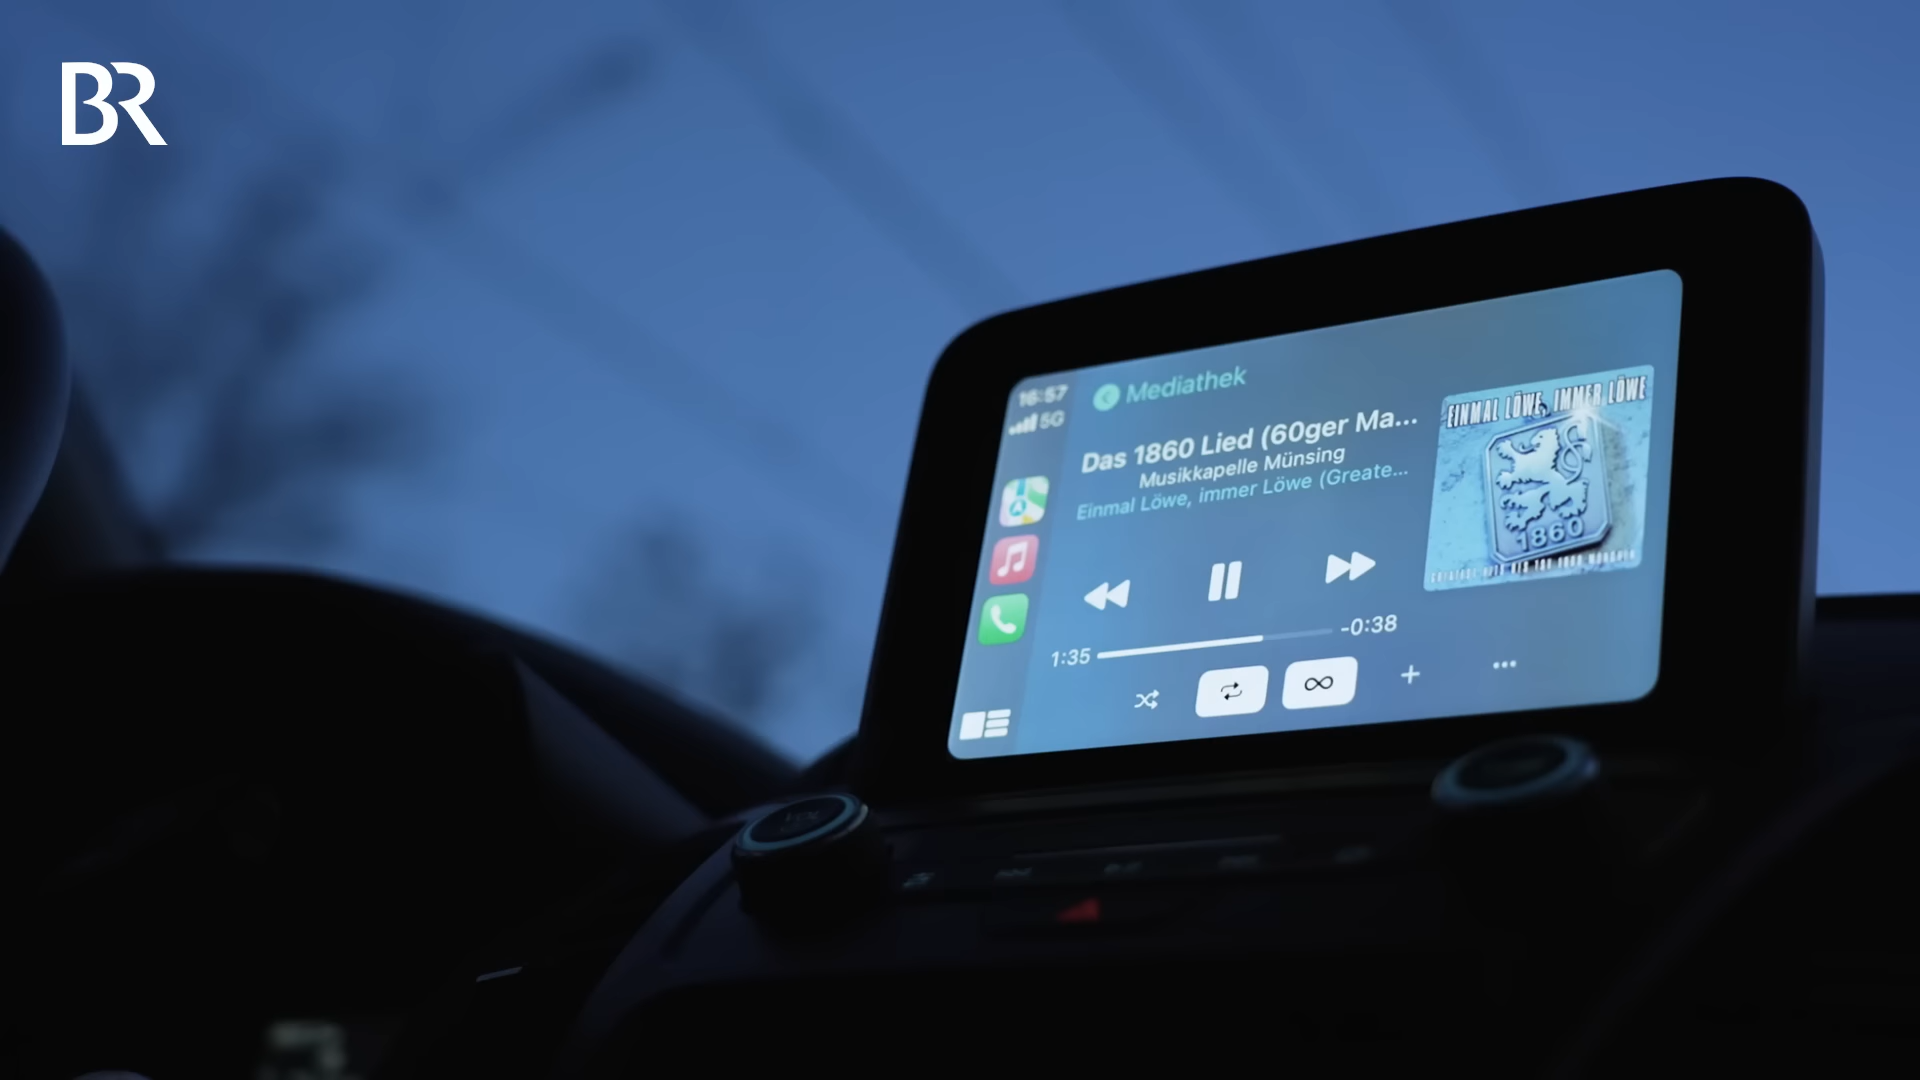 BR
16:57
5G
Mediathek
Das 1860 Lied (60ger Ma...
Musikkapelle Münsing
Einmal Löwe, immer Löwe (Greate...
EINMAL LÖWE, IMMER LÖWE
1860
1:35
-0:38